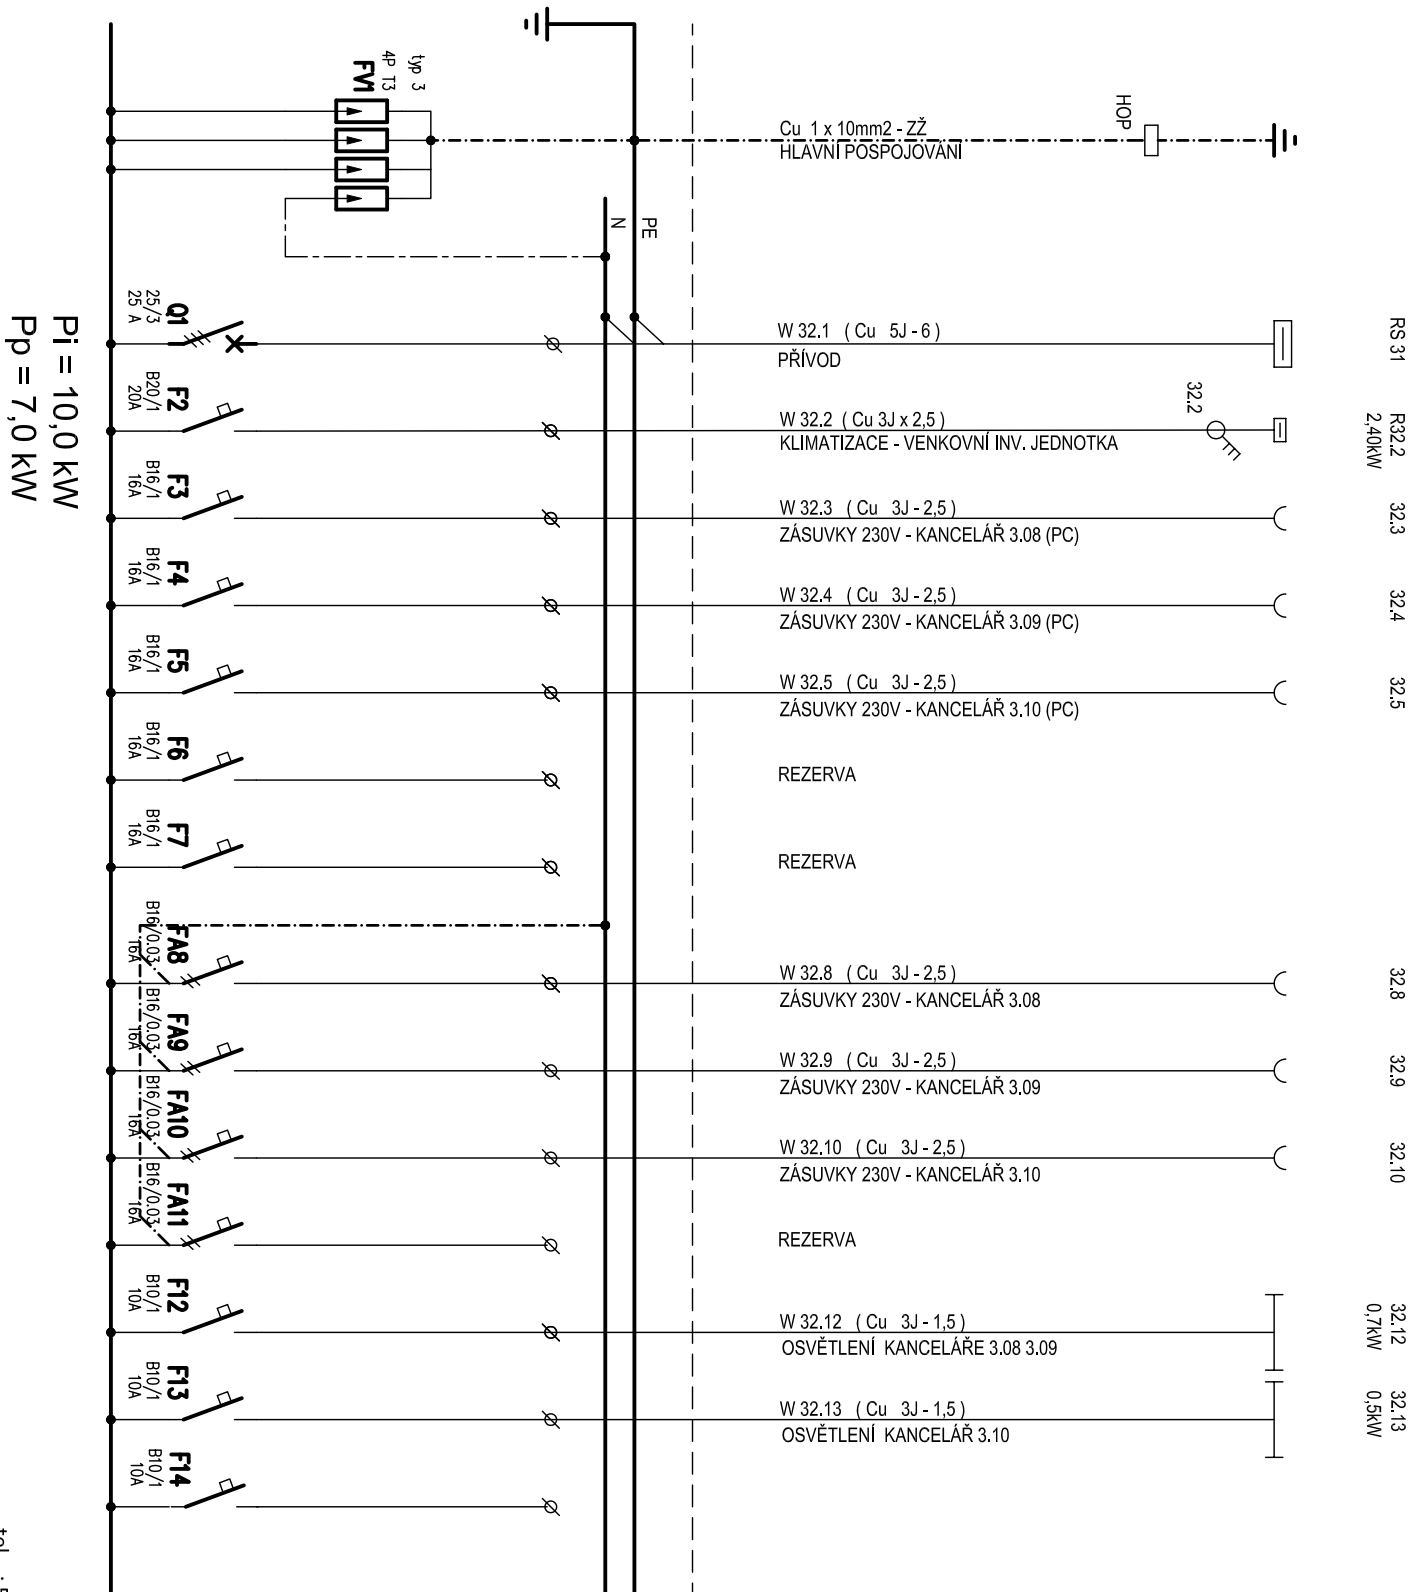 typ 3
4P T3
FV1
Cu 1 x 10mm2 - ZŽ
HLAVNÍ POSPOJOVÁNÍ
HOP
PE
N
Q1
25/3
25 A
W 32.1 ( Cu 5J - 6 )
PŘÍVOD
RS 31
F2
B20/1
20A
W 32.2 ( Cu 3J x 2,5 )
KLIMATIZACE - VENKOVNÍ INV. JEDNOTKA
32.2
R32.2
2,40kW
F3
B16/1
16A
W 32.3 ( Cu 3J - 2,5 )
ZÁSUVKY 230V - KANCELÁŘ 3.08 (PC)
32.3
F4
B16/1
16A
W 32.4 ( Cu 3J - 2,5 )
ZÁSUVKY 230V - KANCELÁŘ 3.09 (PC)
32.4
F5
B16/1
16A
W 32.5 ( Cu 3J - 2,5 )
ZÁSUVKY 230V - KANCELÁŘ 3.10 (PC)
32.5
F6
B16/1
16A
REZERVA
F7
B16/1
16A
REZERVA
FA8
B16/0.03
16A
W 32.8 ( Cu 3J - 2,5 )
ZÁSUVKY 230V - KANCELÁŘ 3.08
32.8
FA9
B16/0.03
16A
W 32.9 ( Cu 3J - 2,5 )
ZÁSUVKY 230V - KANCELÁŘ 3.09
32.9
FA10
B16/0.03
16A
W 32.10 ( Cu 3J - 2,5 )
ZÁSUVKY 230V - KANCELÁŘ 3.10
32.10
FA11
B16/0.03
16A
REZERVA
F12
B10/1
10A
W 32.12 ( Cu 3J - 1,5 )
OSVĚTLENÍ KANCELÁŘE 3.08 3.09
32.12
0,7kW
F13
B10/1
10A
W 32.13 ( Cu 3J - 1,5 )
OSVĚTLENÍ KANCELÁŘ 3.10
32.13
0,5kW
F14
B10/1
10A
Pi = 10,0 kW
Pp = 7,0 kW